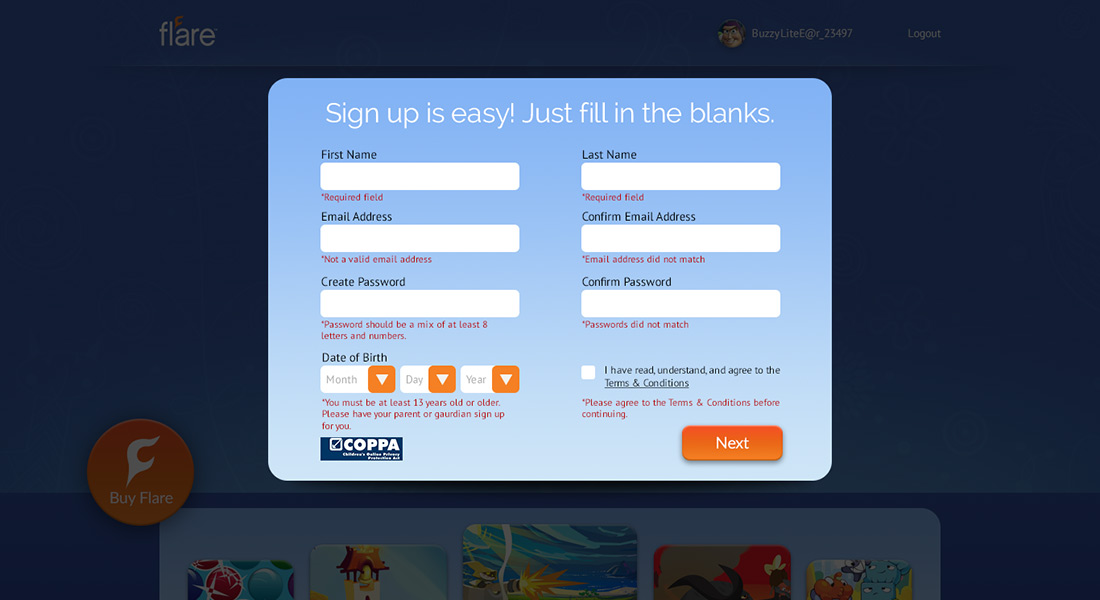 flare
BuzzyLiteE@r_23497
Logout
Sign up is easy! Just fill in the blanks.
First Name
Last Name
*Required field
*Required field
Email Address
Confirm Email Address
*Not a valid email address
*Email address did not match
Create Password
Confirm Password
*Password should be a mix of at least 8
letters and numbers.
*Passwords did not match
Date of Birth
Month
Day
Year
I have read, understand, and agree to the
Terms & Conditions
*You must be at least 13 years old or older.
Please have your parent or gaurdian sign up
for you.
*Please agree to the Terms & Conditions before
continuing.
COPPA
Children's Online Privacy
Protection Act
Next
Buy Flare